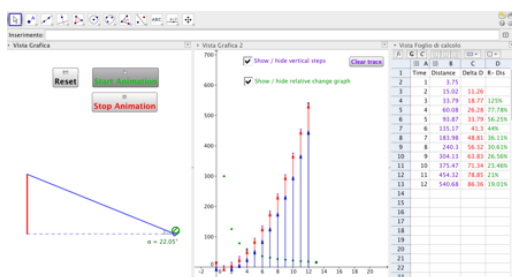 ABC
Inserimento:
Vista Grafica
Vista Grafica 2
Vista Foglio di calcolo
Reset
Start Animation
Stop Animation
α = 22.05°
Show / hide vertical steps
Clear trace
Show / hide relative change graph
700
600
500
400
300
200
100
0
-2 0 2 4 6 8 10 12 14 16 18 20
G C
A B C D
1 Time Distance Delta D R- Dis
2 1 3.75
3 2 15.02 11.26
4 3 33.79 18.77 125%
5 4 60.08 26.28 77.78%
6 5 93.87 33.79 56.25%
7 6 135.17 41.3 44%
8 7 183.98 48.81 36.11%
9 8 240.3 56.32 30.61%
10 9 304.13 63.83 26.56%
11 10 375.47 71.34 23.46%
12 11 454.32 78.85 21%
13 12 540.68 86.36 19.01%
14
15
16
17
18
19
20
21
22